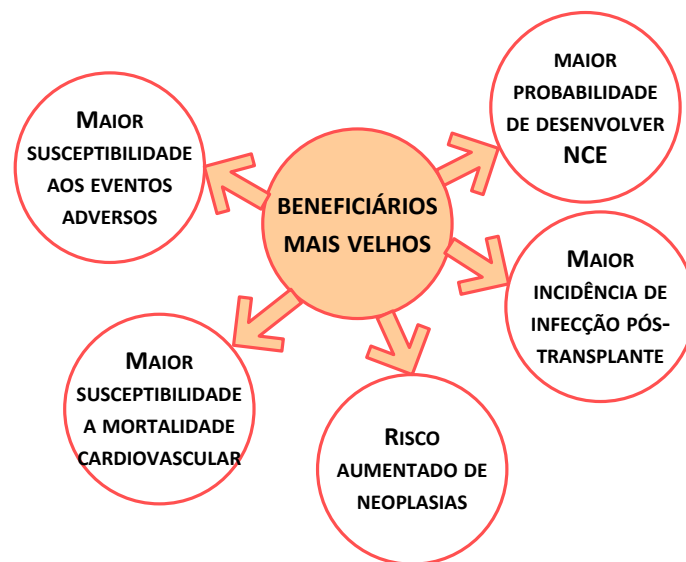 BENEFICIÁRIOS
MAIS VELHOS
MAIOR
PROBABILIDADE
DE DESENVOLVER
NCE
MAIOR
INCIDÊNCIA DE
INFECÇÃO PÓS-
TRANSPLANTE
RISCO
AUMENTADO DE
NEOPLASIAS
MAIOR
SUSCEPTIBILIDADE
A MORTALIDADE
CARDIOVASCULAR
MAIOR
SUSCEPTIBILIDADE
AOS EVENTOS
ADVERSOS